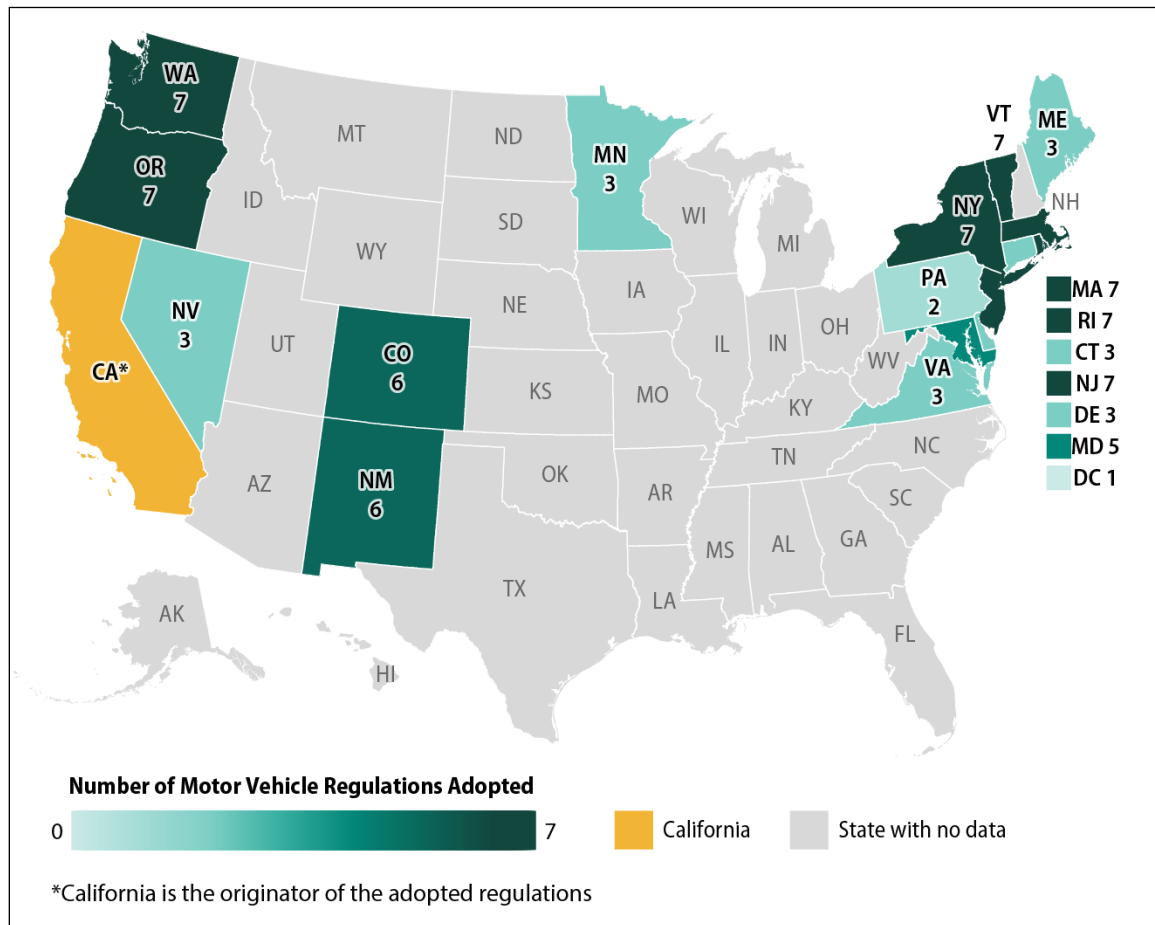 WA
7
OR
7
CA*
NV
3
ID
MT
WY
UT
AZ
CO
6
NM
6
ND
SD
NE
KS
OK
TX
MN
3
IA
MO
AR
LA
WI
IL
MI
IN
OH
KY
TN
MS
AL
GA
FL
SC
NC
WV
VA
3
PA
2
NY
7
VT
7
ME
3
NH
MA 7
RI 7
CT 3
NJ 7
DE 3
MD 5
DC 1
AK
HI
Number of Motor Vehicle Regulations Adopted
0
7
California
State with no data
*California is the originator of the adopted regulations